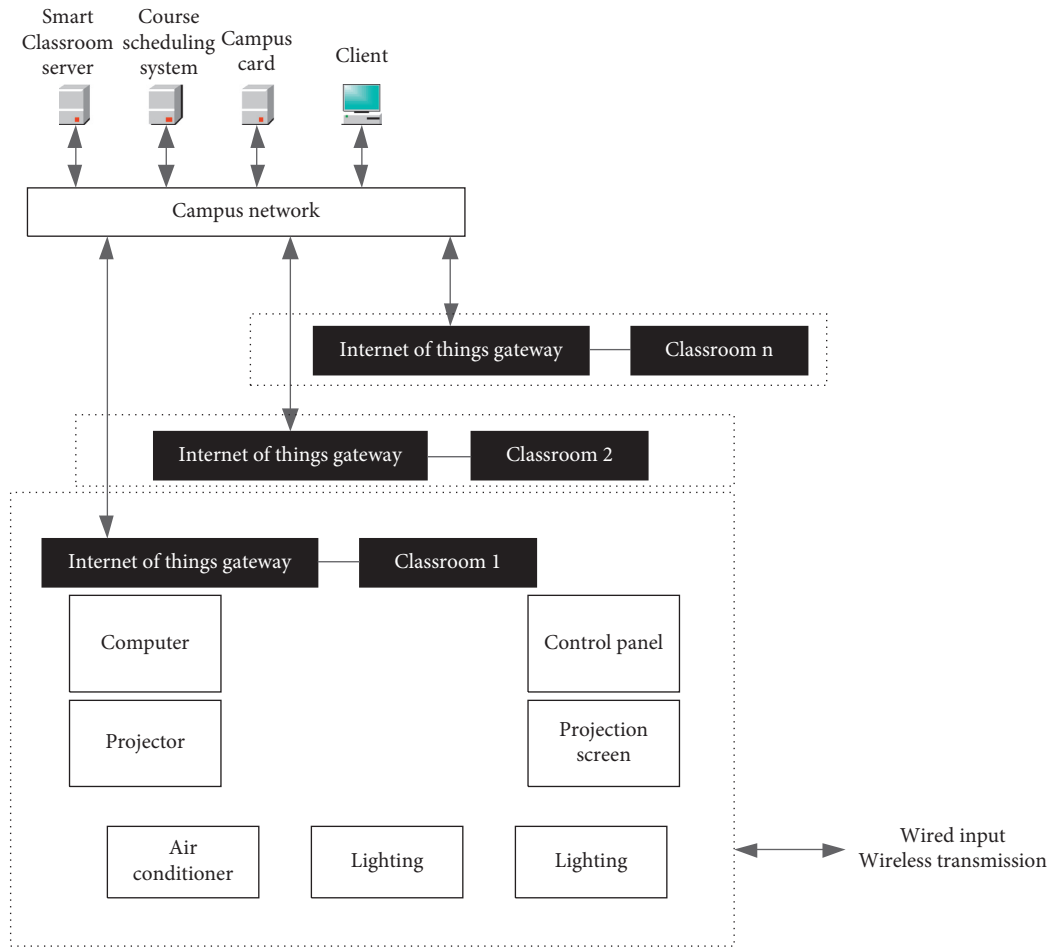 Smart
Classroom
server
Course
scheduling
system
Campus
card
Client
Campus network
Internet of things gateway
Classroom n
Internet of things gateway
Classroom 2
Internet of things gateway
Classroom 1
Computer
Control panel
Projector
Projection
screen
Air
conditioner
Lighting
Lighting
Wired input
Wireless transmission